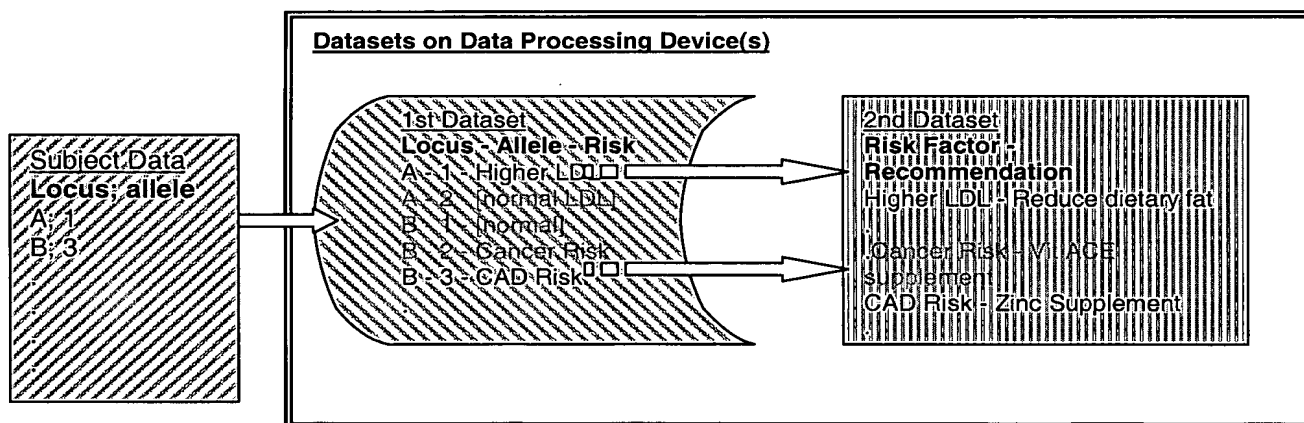 Datasets on Data Processing Device(s)
Subject Data
Locus; allele
A; 1
B; 3
.
.
.
.
1st Dataset
Locus - Allele - Risk
A - 1 - Higher LDL
A - 2 - [normal LDL]
B - 1 - [normal]
B - 2 - Cancer Risk
B - 3 - CAD Risk
.
2nd Dataset
Risk Factor -
Recommendation
Higher LDL - Reduce dietary fat
.
.Cancer Risk - Vit ACE
supplement
CAD Risk - Zinc Supplement
.